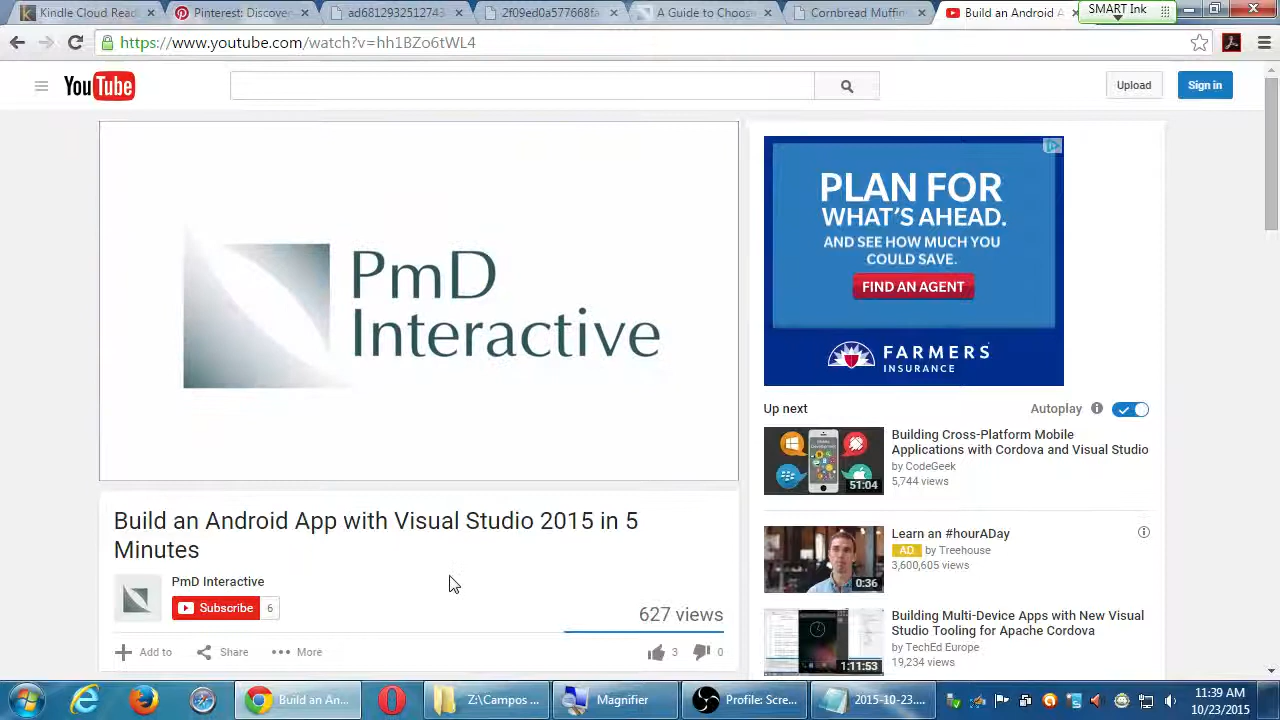 Kindle Cloud Read
Pinterest: Discover
ad6812932512743
2f09ed0a577668fa
A Guide to Choos
Cornbread Muffin
Build an Android A
SMART Ink
https://www.youtube.com/watch?v=hh1BZo6tWL4
YouTube
Upload
Sign in
PmD
Interactive
PLAN FOR
WHAT'S AHEAD.
AND SEE HOW MUCH YOU
COULD SAVE.
FIND AN AGENT
FARMERS
INSURANCE
Up next
Autoplay
Building Cross-Platform Mobile
Applications with Cordova and Visual Studio
by CodeGeek
5,744 views
51:04
Learn an #hourADay
AD by Treehouse
3,600,605 views
0:36
Building Multi-Device Apps with New Visual
Studio Tooling for Apache Cordova
by TechEd Europe
19,234 views
1:11:53
Build an Android App with Visual Studio 2015 in 5
Minutes
PmD Interactive
Subscribe 6
627 views
Add to
Share
More
3
0
Build an An...
Z:\Campos ...
Magnifier
Profile: Scre...
2015-10-23....
11:39 AM
10/23/2015